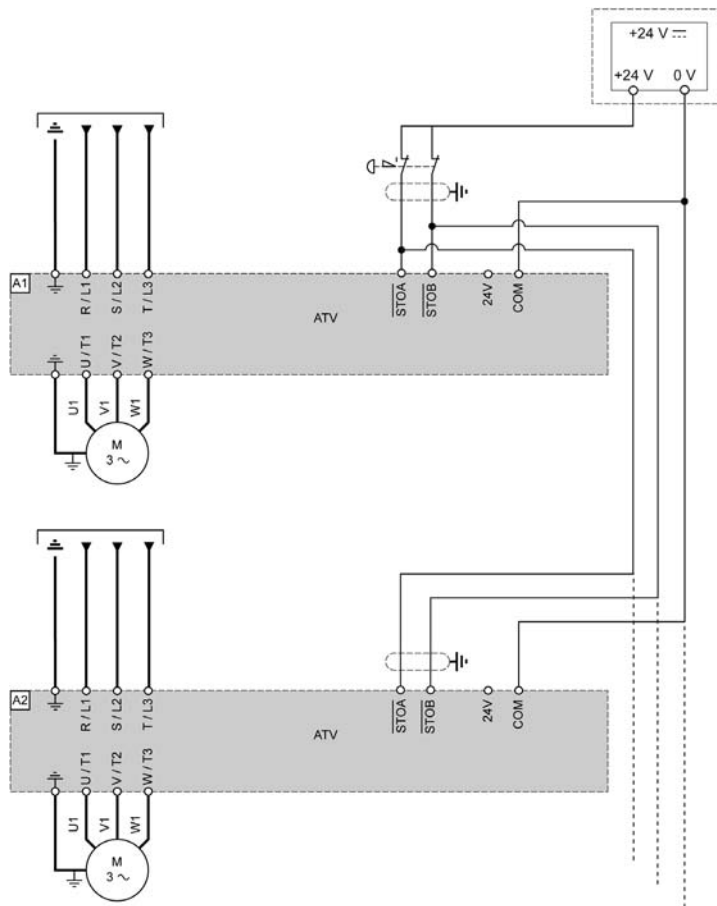 +24 V ⎓
+24 V 0 V
A1
R / L1
S / L2
T / L3
STOA
STOB
24V
COM
ATV
U / T1
V / T2
W / T3
U1
V1
W1
M
3 ~
A2
R / L1
S / L2
T / L3
STOA
STOB
24V
COM
ATV
U / T1
V / T2
W / T3
U1
V1
W1
M
3 ~